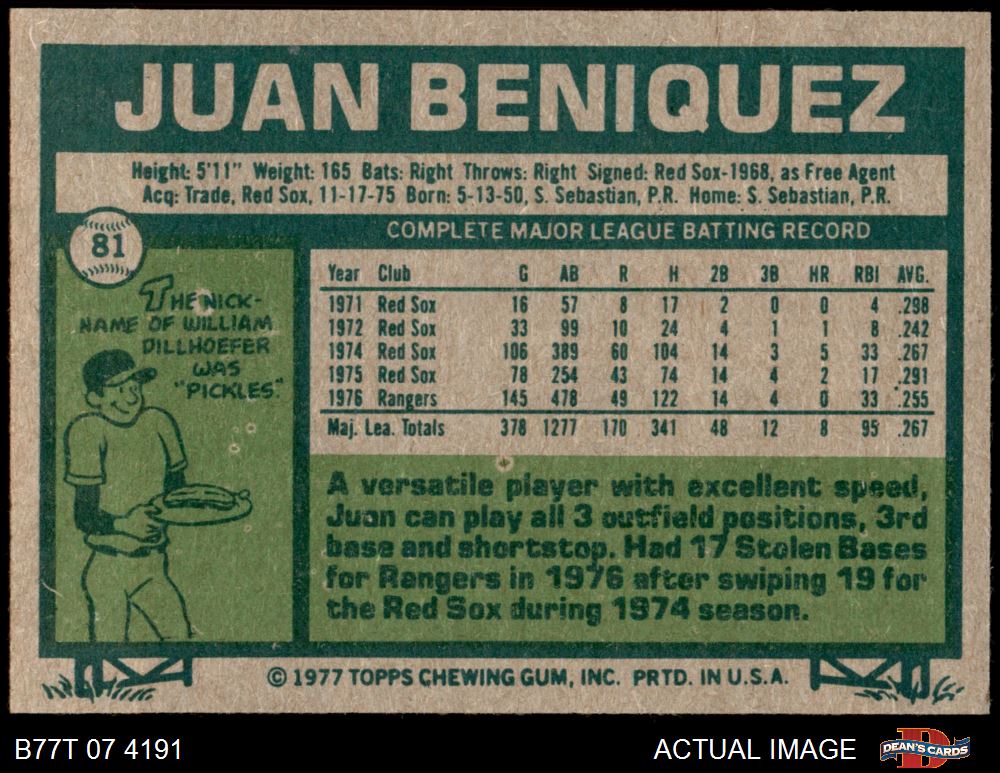 JUAN BENIQUEZ
Height: 5'11" Weight: 165 Bats: Right Throws: Right Signed: Red Sox-1968, as Free Agent
Acq: Trade, Red Sox, 11-17-75 Born: 5-13-50, S. Sebastian, P.R. Home: S. Sebastian, P.R.
81
THE NICK-
NAME OF WILLIAM
DILLHOEFER
WAS
"PICKLES."
COMPLETE MAJOR LEAGUE BATTING RECORD
Year Club G AB R H 2B 3B HR RBI AVG.
1971 Red Sox 16 57 8 17 2 0 0 4 .298
1972 Red Sox 33 99 10 24 4 1 1 8 .242
1974 Red Sox 106 389 60 104 14 3 5 33 .267
1975 Red Sox 78 254 43 74 14 4 2 17 .291
1976 Rangers 145 478 49 122 14 4 0 33 .255
Maj. Lea. Totals 378 1277 170 341 48 12 8 95 .267
A versatile player with excellent speed,
Juan can play all 3 outfield positions, 3rd
base and shortstop. Had 17 Stolen Bases
for Rangers in 1976 after swiping 19 for
the Red Sox during 1974 season.
© 1977 TOPPS CHEWING GUM, INC. PRTD. IN U.S.A.
B77T 07 4191
ACTUAL IMAGE
D
DEAN'S CARDS